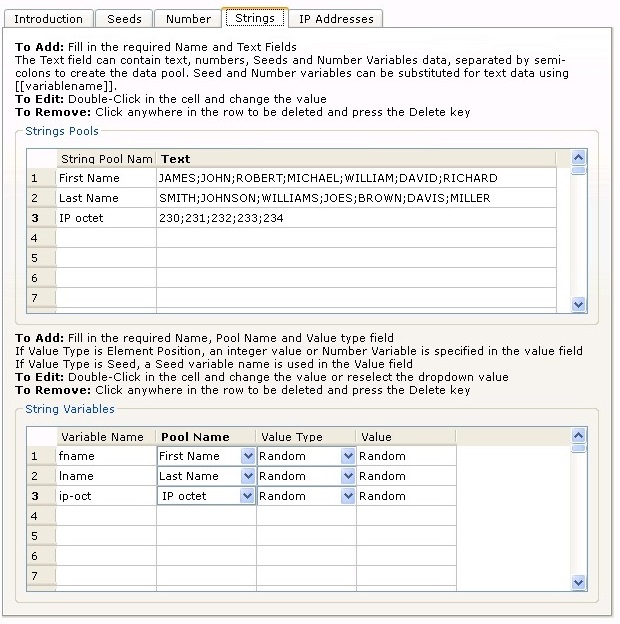 Introduction Seeds Number Strings IP Addresses
To Add: Fill in the required Name and Text Fields
The Text field can contain text, numbers, Seeds and Number Variables data, separated by semi-
colons to create the data pool. Seed and Number variables can be substituted for text data using
[[variablename]].
To Edit: Double-Click in the cell and change the value
To Remove: Click anywhere in the row to be deleted and press the Delete key
Strings Pools
String Pool Nam Text
1 First Name JAMES;JOHN;ROBERT;MICHAEL;WILLIAM;DAVID;RICHARD
2 Last Name SMITH;JOHNSON;WILLIAMS;JOES;BROWN;DAVIS;MILLER
3 IP octet 230;231;232;233;234
4
5
6
7
To Add: Fill in the required Name, Pool Name and Value type field
If Value Type is Element Position, an integer value or Number Variable is specified in the value field
If Value Type is Seed, a Seed variable name is used in the Value field
To Edit: Double-Click in the cell and change the value or reselect the dropdown value
To Remove: Click anywhere in the row to be deleted and press the Delete key
String Variables
Variable Name Pool Name Value Type Value
1 fname First Name Random Random
2 lname Last Name Random Random
3 ip-oct IP octet Random Random
4
5
6
7